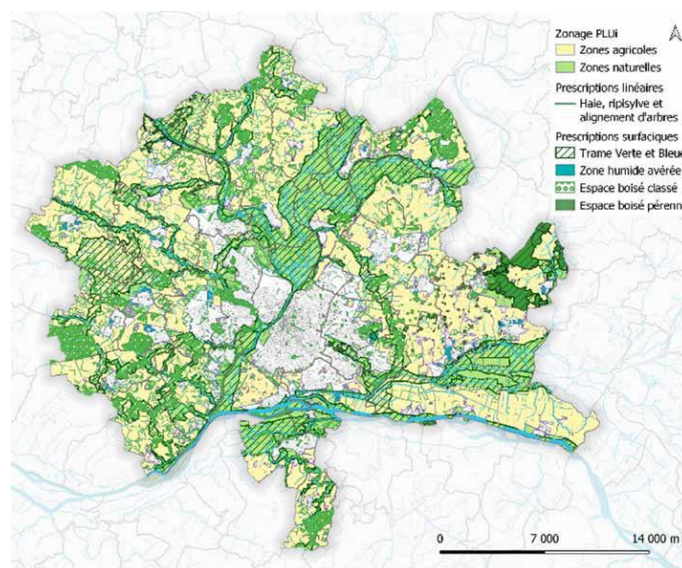 Zonage PLUi
Zones agricoles
Zones naturelles
Prescriptions linéaires
Haie, ripisylve et
alignement d'arbres
Prescriptions surfaciques
Trame Verte et Bleue
Zone humide avérée
Espace boisé classé
Espace boisé pérenn
0 7 000 14 000 m